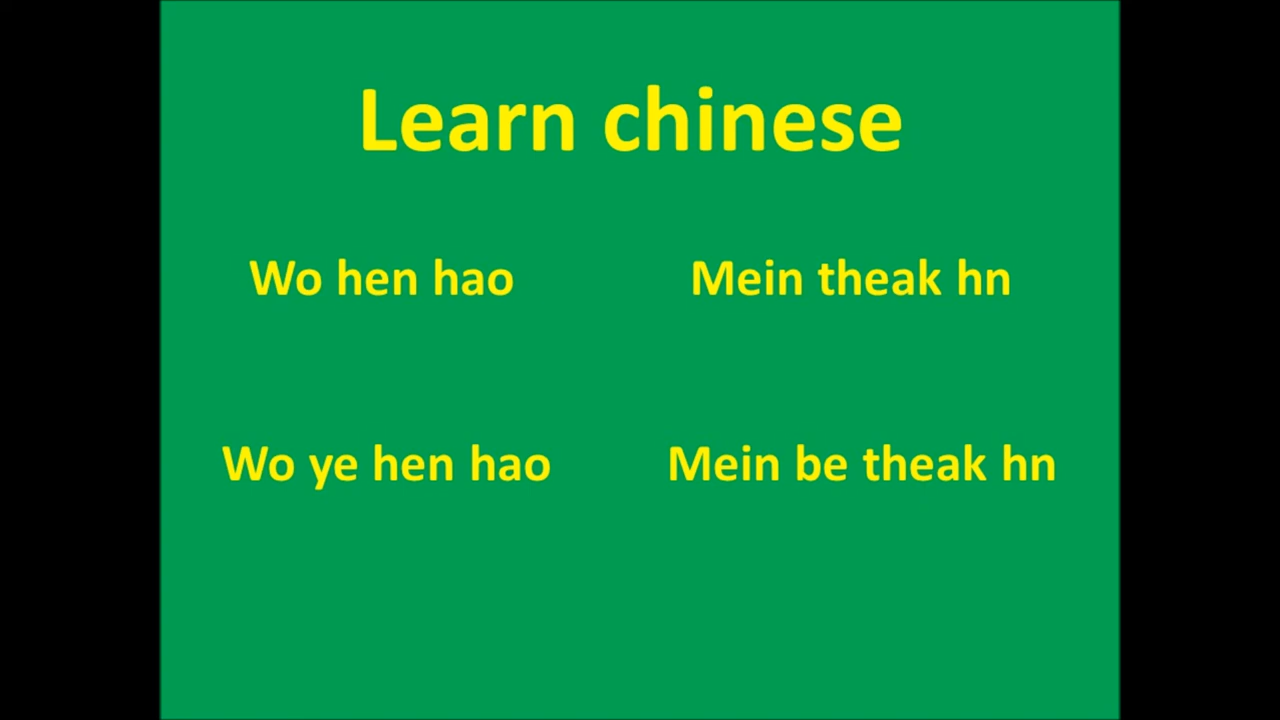 Learn chinese
Wo hen hao Mein theak hn
Wo ye hen hao Mein be theak hn